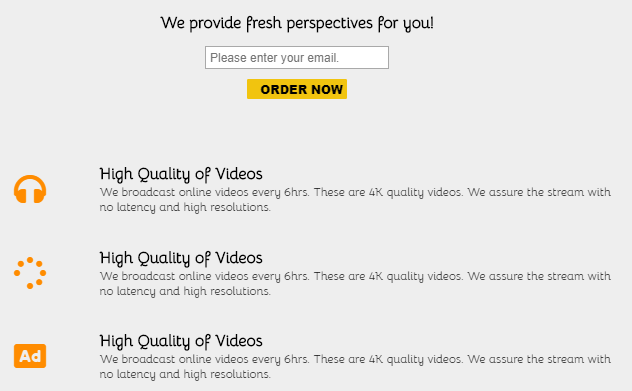 We provide fresh perspectives for you!
Please enter your email.
ORDER NOW
High Quality of Videos
We broadcast online videos every 6hrs. These are 4K quality videos. We assure the stream with
no latency and high resolutions.
High Quality of Videos
We broadcast online videos every 6hrs. These are 4K quality videos. We assure the stream with
no latency and high resolutions.
Ad
High Quality of Videos
We broadcast online videos every 6hrs. These are 4K quality videos. We assure the stream with
no latency and high resolutions.